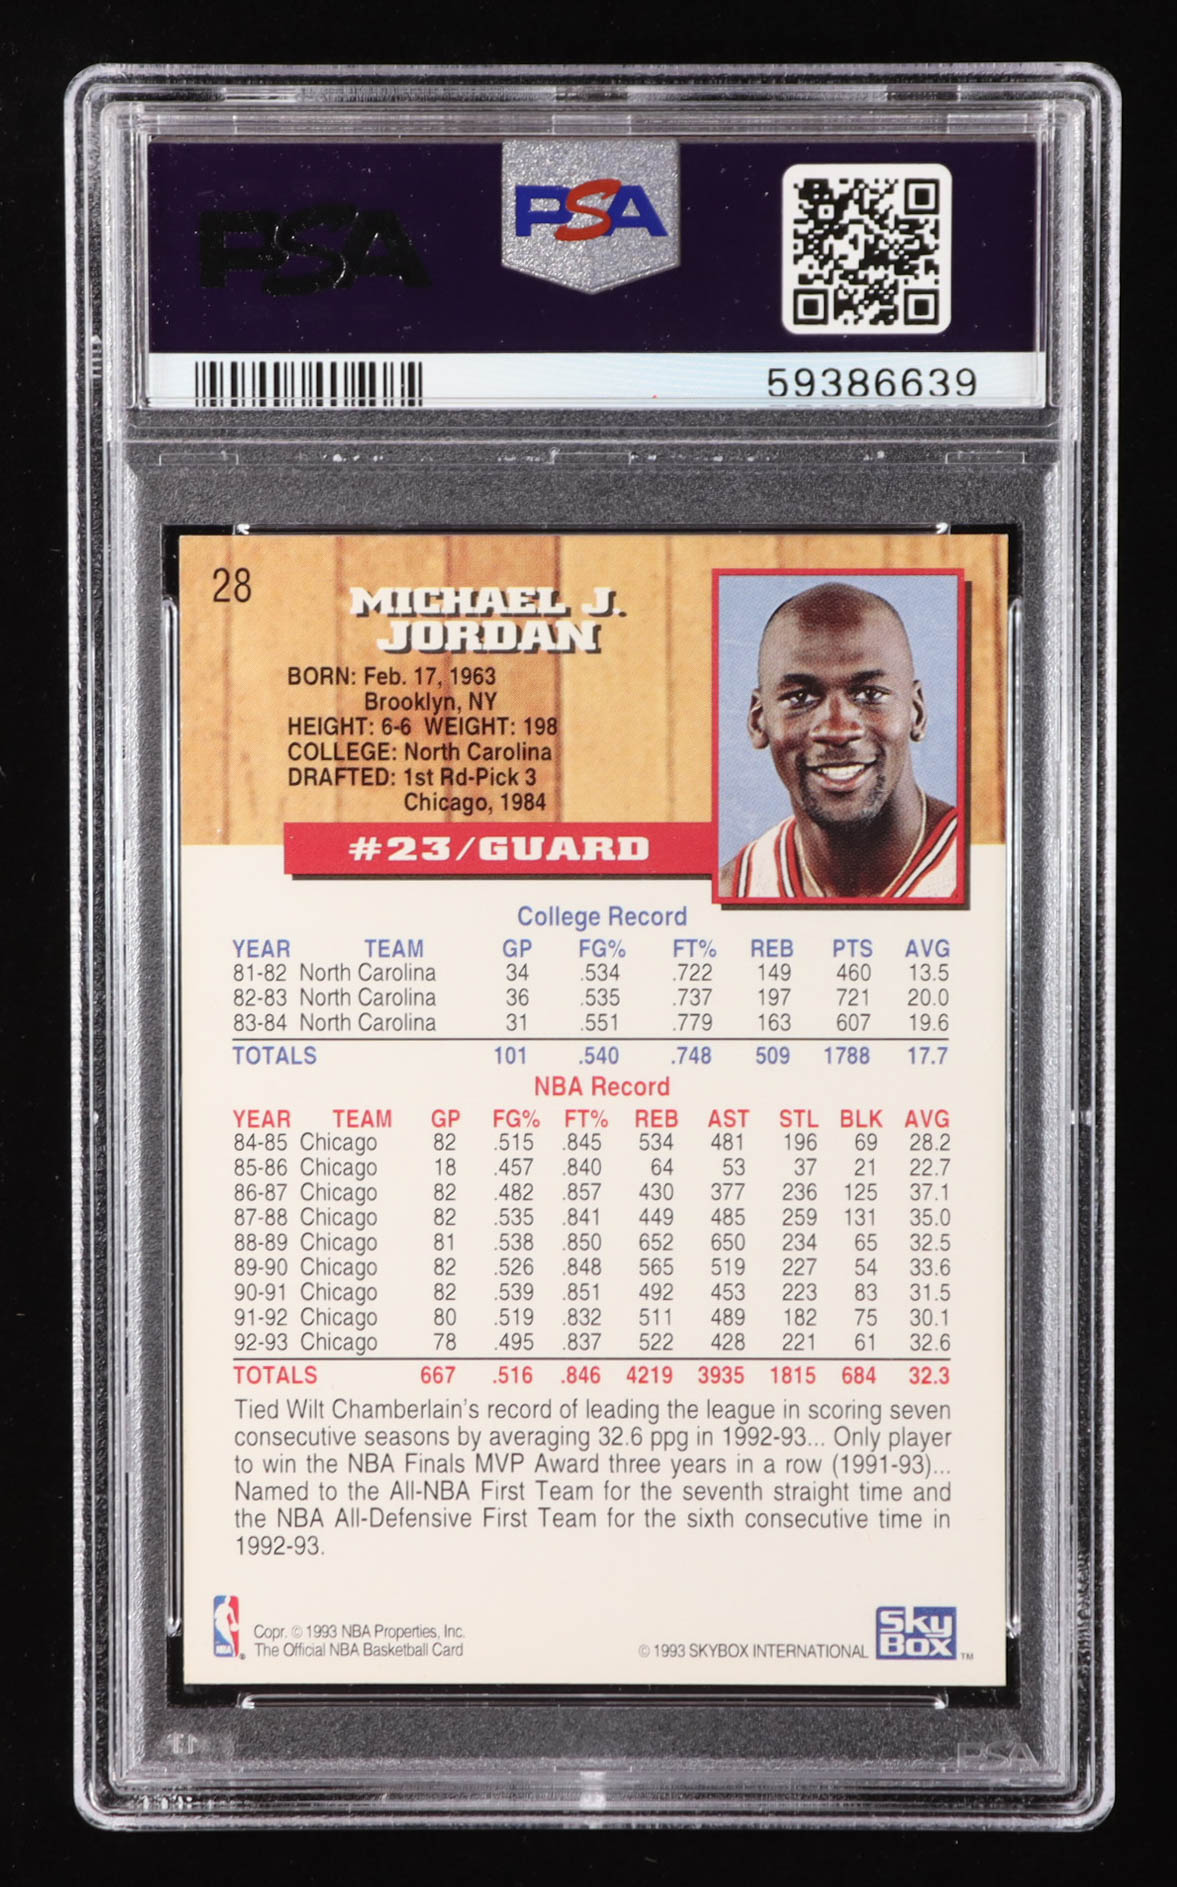 PSA
PSA
59386639
28
MICHAEL J.
JORDAN
BORN: Feb. 17, 1963
Brooklyn, NY
HEIGHT: 6-6 WEIGHT: 198
COLLEGE: North Carolina
DRAFTED: 1st Rd-Pick 3
Chicago, 1984
#23/GUARD
College Record
YEAR TEAM GP FG% FT% REB PTS AVG
81-82 North Carolina 34 .534 .722 149 460 13.5
82-83 North Carolina 36 .535 .737 197 721 20.0
83-84 North Carolina 31 .551 .779 163 607 19.6
TOTALS 101 .540 .748 509 1788 17.7
NBA Record
YEAR TEAM GP FG% FT% REB AST STL BLK AVG
84-85 Chicago 82 .515 .845 534 481 196 69 28.2
85-86 Chicago 18 .457 .840 64 53 37 21 22.7
86-87 Chicago 82 .482 .857 430 377 236 125 37.1
87-88 Chicago 82 .535 .841 449 485 259 131 35.0
88-89 Chicago 81 .538 .850 652 650 234 65 32.5
89-90 Chicago 82 .526 .848 565 519 227 54 33.6
90-91 Chicago 82 .539 .851 492 453 223 83 31.5
91-92 Chicago 80 .519 .832 511 489 182 75 30.1
92-93 Chicago 78 .495 .837 522 428 221 61 32.6
TOTALS 667 .516 .846 4219 3935 1815 684 32.3
Tied Wilt Chamberlain's record of leading the league in scoring seven
consecutive seasons by averaging 32.6 ppg in 1992-93... Only player
to win the NBA Finals MVP Award three years in a row (1991-93)...
Named to the All-NBA First Team for the seventh straight time and
the NBA All-Defensive First Team for the sixth consecutive time in
1992-93.
NBA ®
Copr. © 1993 NBA Properties, Inc.
The Official NBA Basketball Card
© 1993 SKYBOX INTERNATIONAL
Sky
BOX ™
PSA